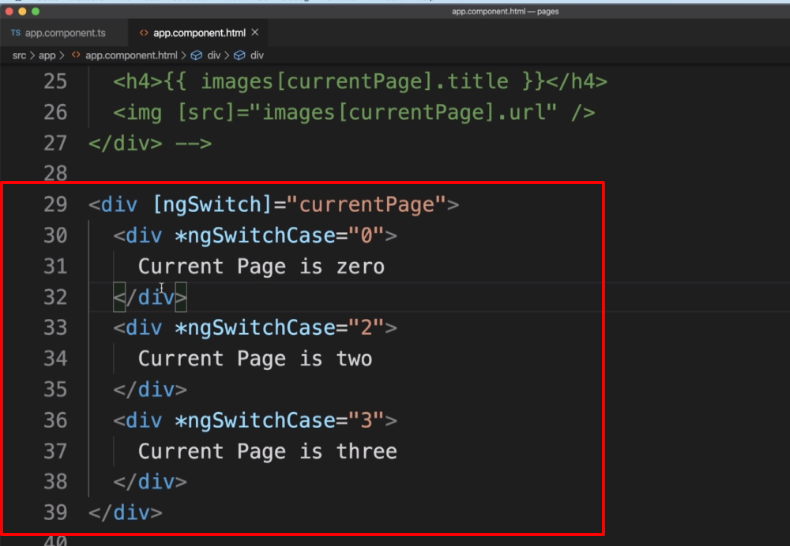 app.component.html — pages
TS app.component.ts <> app.component.html ×
src > app > <> app.component.html > div > div
25 <h4>{{ images[currentPage].title }}</h4>
26 <img [src]="images[currentPage].url" />
27 </div> -->
28
29 <div [ngSwitch]="currentPage">
30 <div *ngSwitchCase="0">
31 Current Page is zero
32 </div>
33 <div *ngSwitchCase="2">
34 Current Page is two
35 </div>
36 <div *ngSwitchCase="3">
37 Current Page is three
38 </div>
39 </div>
40